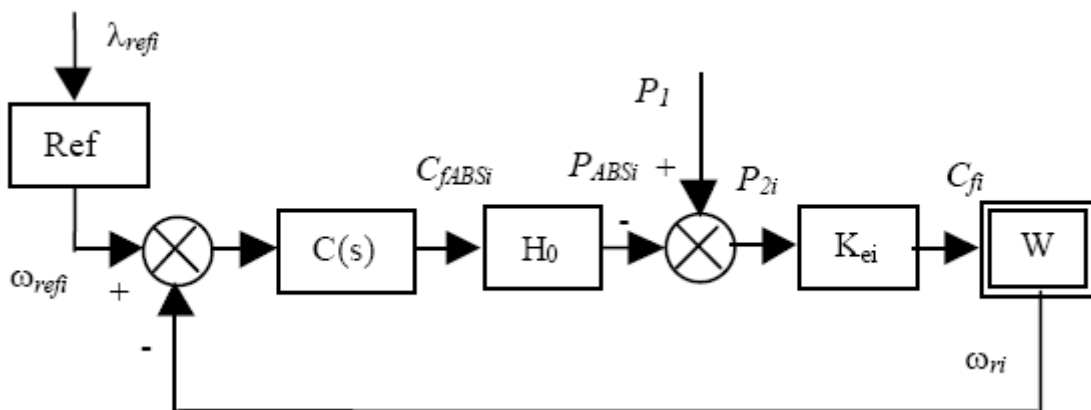 λrefi
Ref
ωrefi
+
-
C(s)
CfABSi
H0
PABSi
+
-
P1
P2i
Kei
Cfi
W
ωri